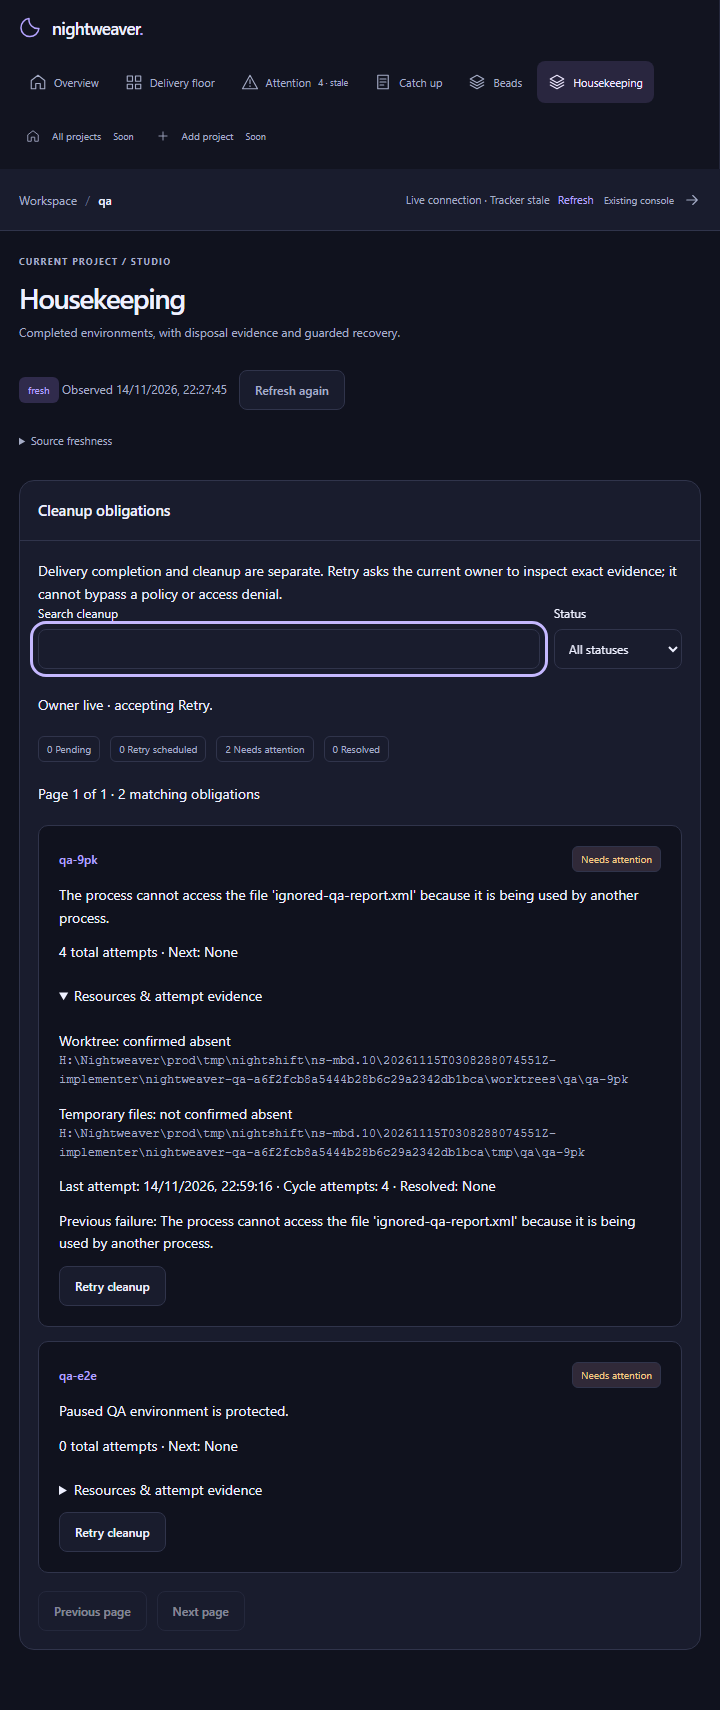 nightweaver.
Overview
Delivery floor
Attention 4 · stale
Catch up
Beads
Housekeeping
All projects Soon
Add project Soon
Workspace / qa
Live connection · Tracker stale Refresh Existing console
CURRENT PROJECT / STUDIO
Housekeeping
Completed environments, with disposal evidence and guarded recovery.
fresh Observed 14/11/2026, 22:27:45 Refresh again
Source freshness
Cleanup obligations
Delivery completion and cleanup are separate. Retry asks the current owner to inspect exact evidence; it
cannot bypass a policy or access denial.
Search cleanup
Status
All statuses
Owner live · accepting Retry.
0 Pending
0 Retry scheduled
2 Needs attention
0 Resolved
Page 1 of 1 · 2 matching obligations
qa-9pk
Needs attention
The process cannot access the file 'ignored-qa-report.xml' because it is being used by another
process.
4 total attempts · Next: None
Resources & attempt evidence
Worktree: confirmed absent
H:\Nightweaver\prod\tmp\nightshift\ns-mbd.10\20261115T0308288074551Z-
implementer\nightweaver-qa-a6f2fcb8a5444b28b6c29a2342db1bca\worktrees\qa\qa-9pk
Temporary files: not confirmed absent
H:\Nightweaver\prod\tmp\nightshift\ns-mbd.10\20261115T0308288074551Z-
implementer\nightweaver-qa-a6f2fcb8a5444b28b6c29a2342db1bca\tmp\qa\qa-9pk
Last attempt: 14/11/2026, 22:59:16 · Cycle attempts: 4 · Resolved: None
Previous failure: The process cannot access the file 'ignored-qa-report.xml' because it is being
used by another process.
Retry cleanup
qa-e2e
Needs attention
Paused QA environment is protected.
0 total attempts · Next: None
Resources & attempt evidence
Retry cleanup
Previous page
Next page